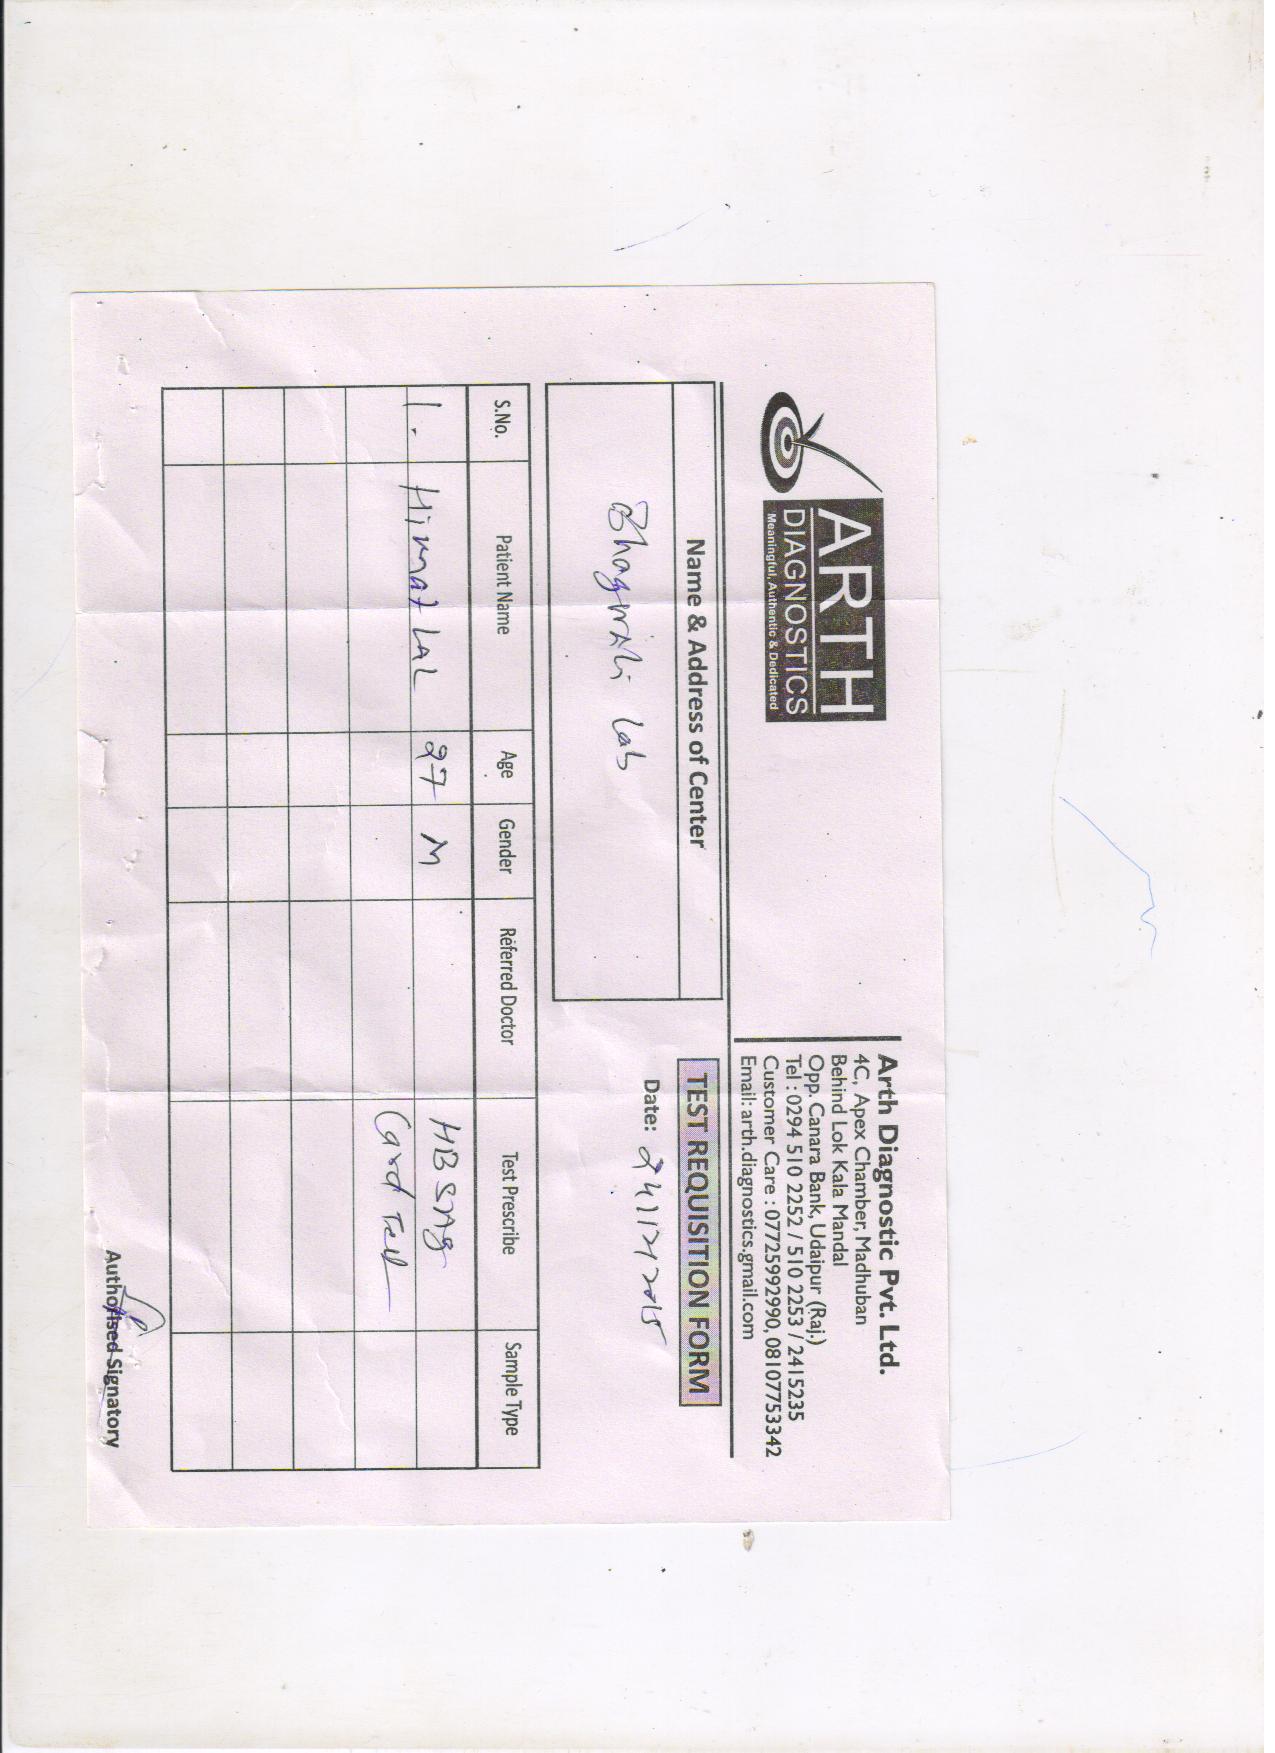 ARTH
DIAGNOSTICS
Meaningful, Authentic & Dedicated
Arth Diagnostic Pvt. Ltd.
4C, Apex Chamber, Madhuban
Behind Lok Kala Mandal
Opp. Canara Bank, Udaipur (Raj.)
Tel : 0294 510 2252 / 510 2253 / 2415235
Customer Care : 07725992990, 08107753342
Email: arth.diagnostics.gmail.com
Name & Address of Center
TEST REQUISITION FORM
Bhagwati Lab
Date: 24/12/2015
S.No. Patient Name Age Gender Referred Doctor Test Prescribe Sample Type
1. Himat LAL 27 M HBSAg
Card Test
Authorised Signatory